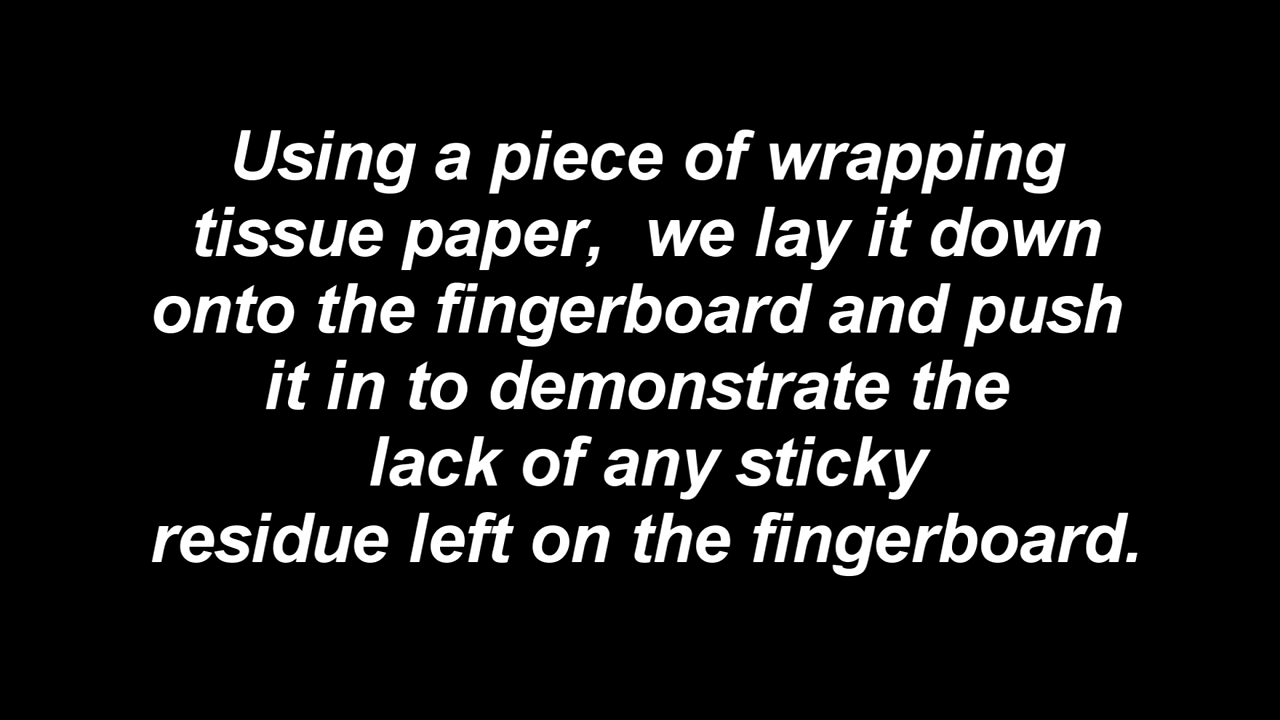 Using a piece of wrapping
tissue paper,  we lay it down
onto the fingerboard and push
it in to demonstrate the
lack of any sticky
residue left on the fingerboard.